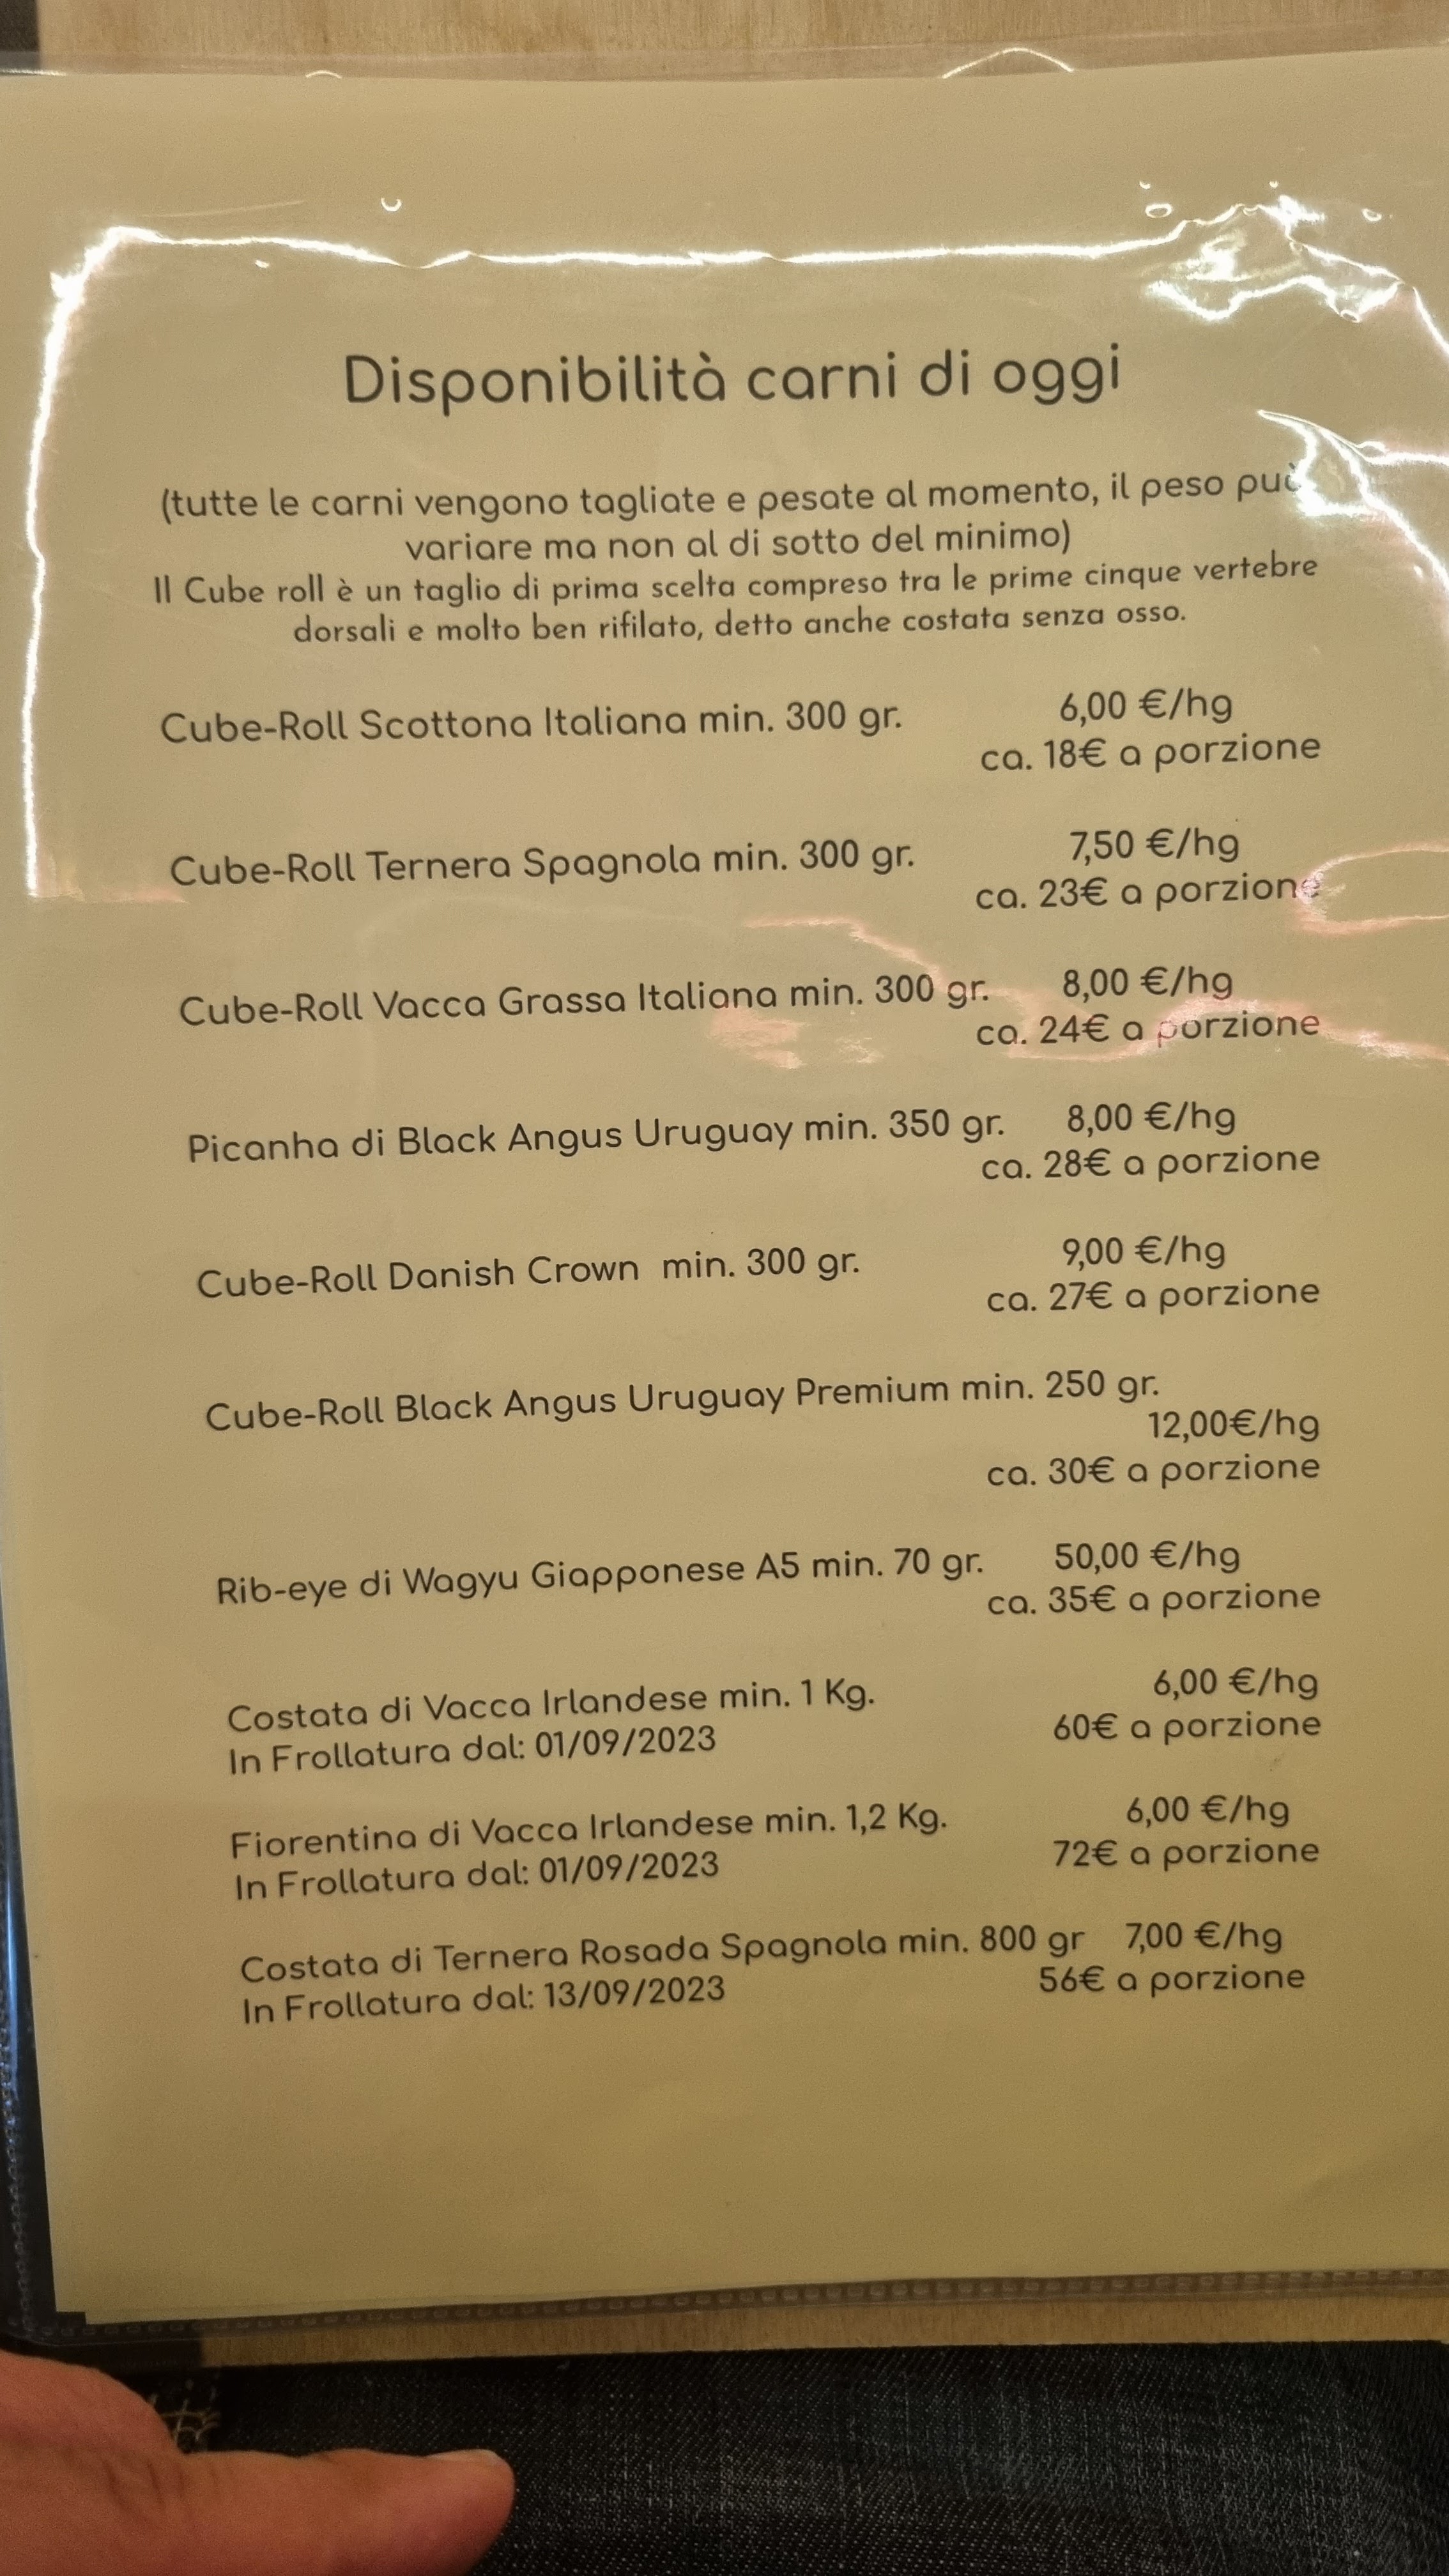 Disponibilità carni di oggi
(tutte le carni vengono tagliate e pesate al momento, il peso può
variare ma non al di sotto del minimo)
Il Cube roll è un taglio di prima scelta compreso tra le prime cinque vertebre
dorsali e molto ben rifilato, detto anche costata senza osso.
Cube-Roll Scottona Italiana min. 300 gr. 6,00 €/hg
ca. 18€ a porzione
Cube-Roll Ternera Spagnola min. 300 gr. 7,50 €/hg
ca. 23€ a porzione
Cube-Roll Vacca Grassa Italiana min. 300 gr. 8,00 €/hg
ca. 24€ a porzione
Picanha di Black Angus Uruguay min. 350 gr. 8,00 €/hg
ca. 28€ a porzione
Cube-Roll Danish Crown min. 300 gr. 9,00 €/hg
ca. 27€ a porzione
Cube-Roll Black Angus Uruguay Premium min. 250 gr.
12,00€/hg
ca. 30€ a porzione
Rib-eye di Wagyu Giapponese A5 min. 70 gr. 50,00 €/hg
ca. 35€ a porzione
Costata di Vacca Irlandese min. 1 Kg. 6,00 €/hg
In Frollatura dal: 01/09/2023 60€ a porzione
Fiorentina di Vacca Irlandese min. 1,2 Kg. 6,00 €/hg
In Frollatura dal: 01/09/2023 72€ a porzione
Costata di Ternera Rosada Spagnola min. 800 gr 7,00 €/hg
In Frollatura dal: 13/09/2023 56€ a porzione